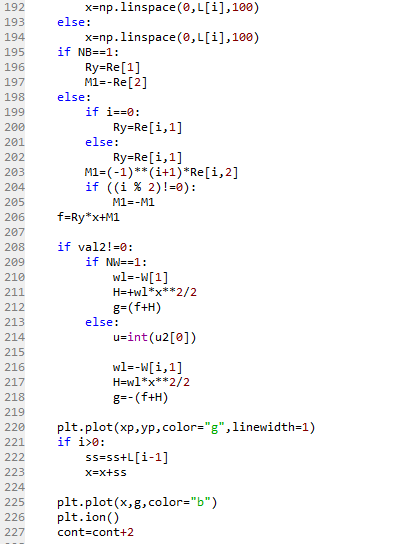 192 x=np.linspace(0,L[i],100)
193 else:
194 x=np.linspace(0,L[i],100)
195 if NB==1:
196 Ry=Re[1]
197 M1=-Re[2]
198 else:
199 if i==0:
200 Ry=Re[i,1]
201 else:
202 Ry=Re[i,1]
203 M1=(-1)**(i+1)*Re[i,2]
204 if ((i % 2)!=0):
205 M1=-M1
206 f=Ry*x+M1
207
208 if val2!=0:
209 if NW==1:
210 wl=-W[1]
211 H=+wl*x**2/2
212 g=(f+H)
213 else:
214 u=int(u2[0])
215
216 wl=-W[i,1]
217 H=wl*x**2/2
218 g=-(f+H)
219
220 plt.plot(xp,yp,color="g",linewidth=1)
221 if i>0:
222 ss=ss+L[i-1]
223 x=x+ss
224
225 plt.plot(x,g,color="b")
226 plt.ion()
227 cont=cont+2